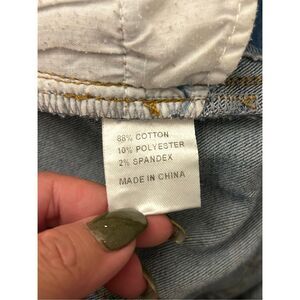 88% COTTON
10% POLYESTER
2% SPANDEX
MADE IN CHINA